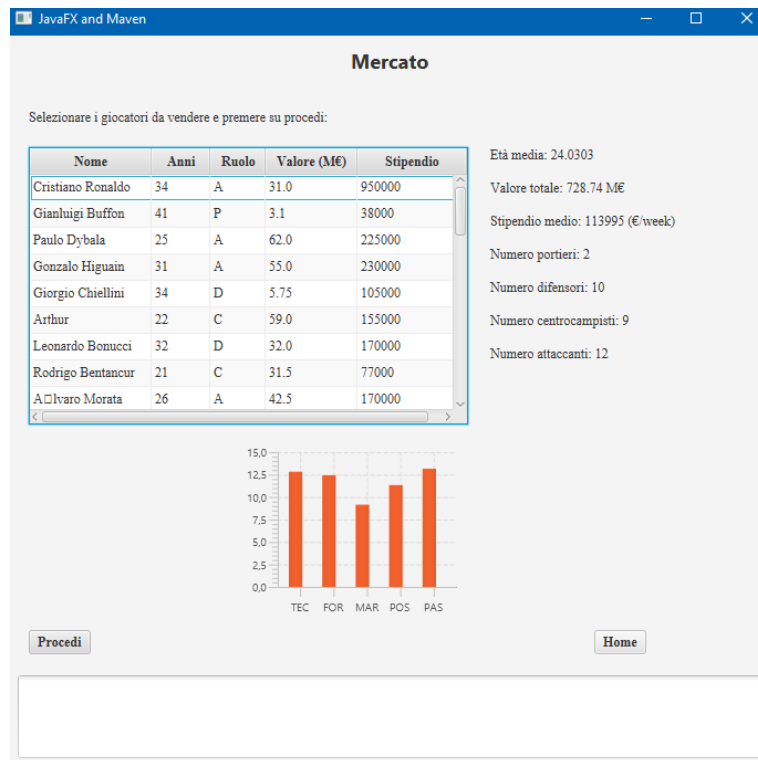 JavaFX and Maven
Mercato
Selezionare i giocatori da vendere e premere su procedi:
Nome Anni Ruolo Valore (M€) Stipendio
Cristiano Ronaldo 34 A 31.0 950000
Gianluigi Buffon 41 P 3.1 38000
Paulo Dybala 25 A 62.0 225000
Gonzalo Higuain 31 A 55.0 230000
Giorgio Chiellini 34 D 5.75 105000
Arthur 22 C 59.0 155000
Leonardo Bonucci 32 D 32.0 170000
Rodrigo Bentancur 21 C 31.5 77000
A□lvaro Morata 26 A 42.5 170000
Età media: 24.0303
Valore totale: 728.74 M€
Stipendio medio: 113995 (€/week)
Numero portieri: 2
Numero difensori: 10
Numero centrocampisti: 9
Numero attaccanti: 12
15,0
12,5
10,0
7,5
5,0
2,5
0,0
TEC FOR MAR POS PAS
Procedi Home